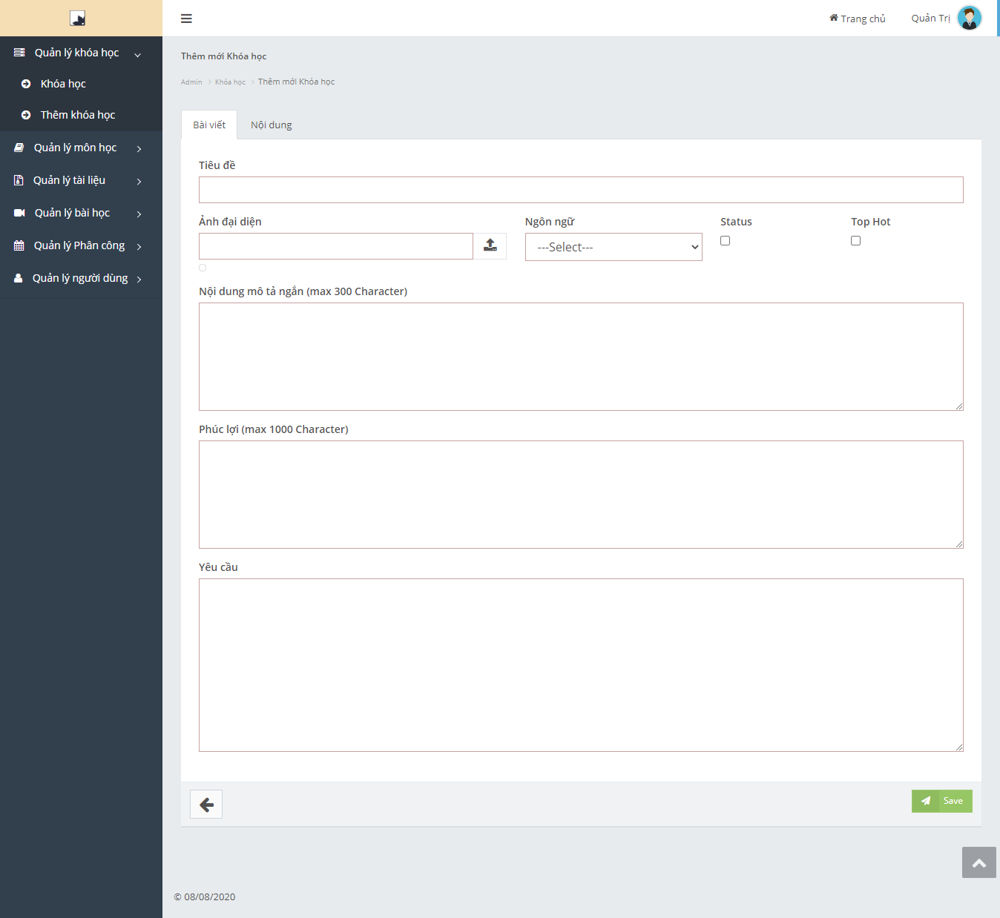 Trang chủ
Quản Trị
Quản lý khóa học
Khóa học
Thêm khóa học
Quản lý môn học
Quản lý tài liệu
Quản lý bài học
Quản lý Phân công
Quản lý người dùng
Thêm mới Khóa học
Admin Khóa học Thêm mới Khóa học
Bài viết Nội dung
Tiêu đề
Ảnh đại diện Ngôn ngữ Status Top Hot
---Select---
Nội dung mô tả ngắn (max 300 Character)
Phúc lợi (max 1000 Character)
Yêu cầu
Save
© 08/08/2020